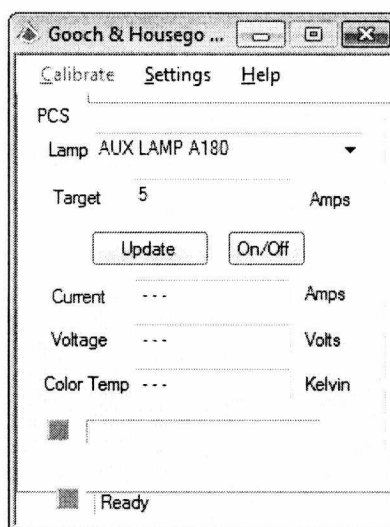 Gooch & Housego ...
Calibrate Settings Help
PCS
Lamp AUX LAMP A180
Target 5 Amps
Update On/Off
Current --- Amps
Voltage --- Volts
Color Temp --- Kelvin
Ready